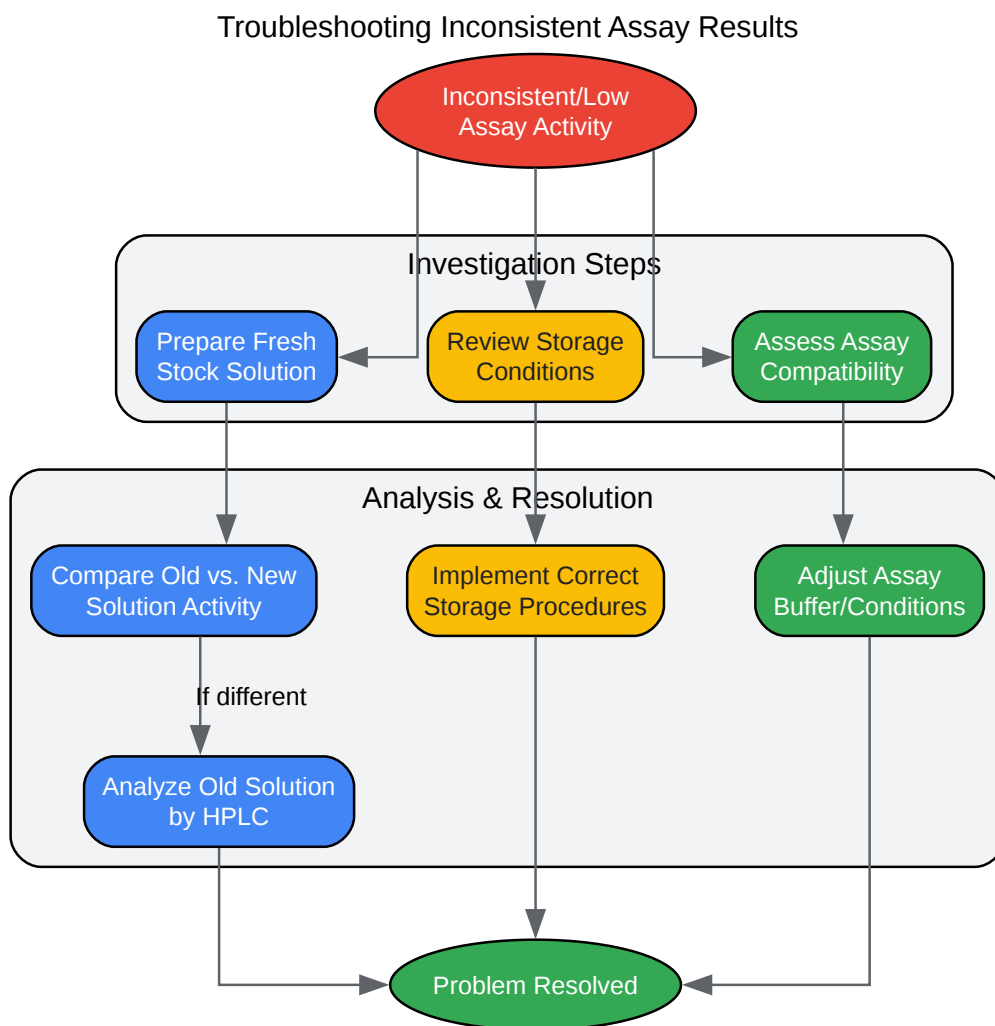 Troubleshooting Inconsistent Assay Results
Inconsistent/Low
Assay Activity
Investigation Steps
Prepare Fresh
Stock Solution
Review Storage
Conditions
Assess Assay
Compatibility
Analysis & Resolution
Compare Old vs. New
Solution Activity
Implement Correct
Storage Procedures
Adjust Assay
Buffer/Conditions
If different
Analyze Old Solution
by HPLC
Problem Resolved